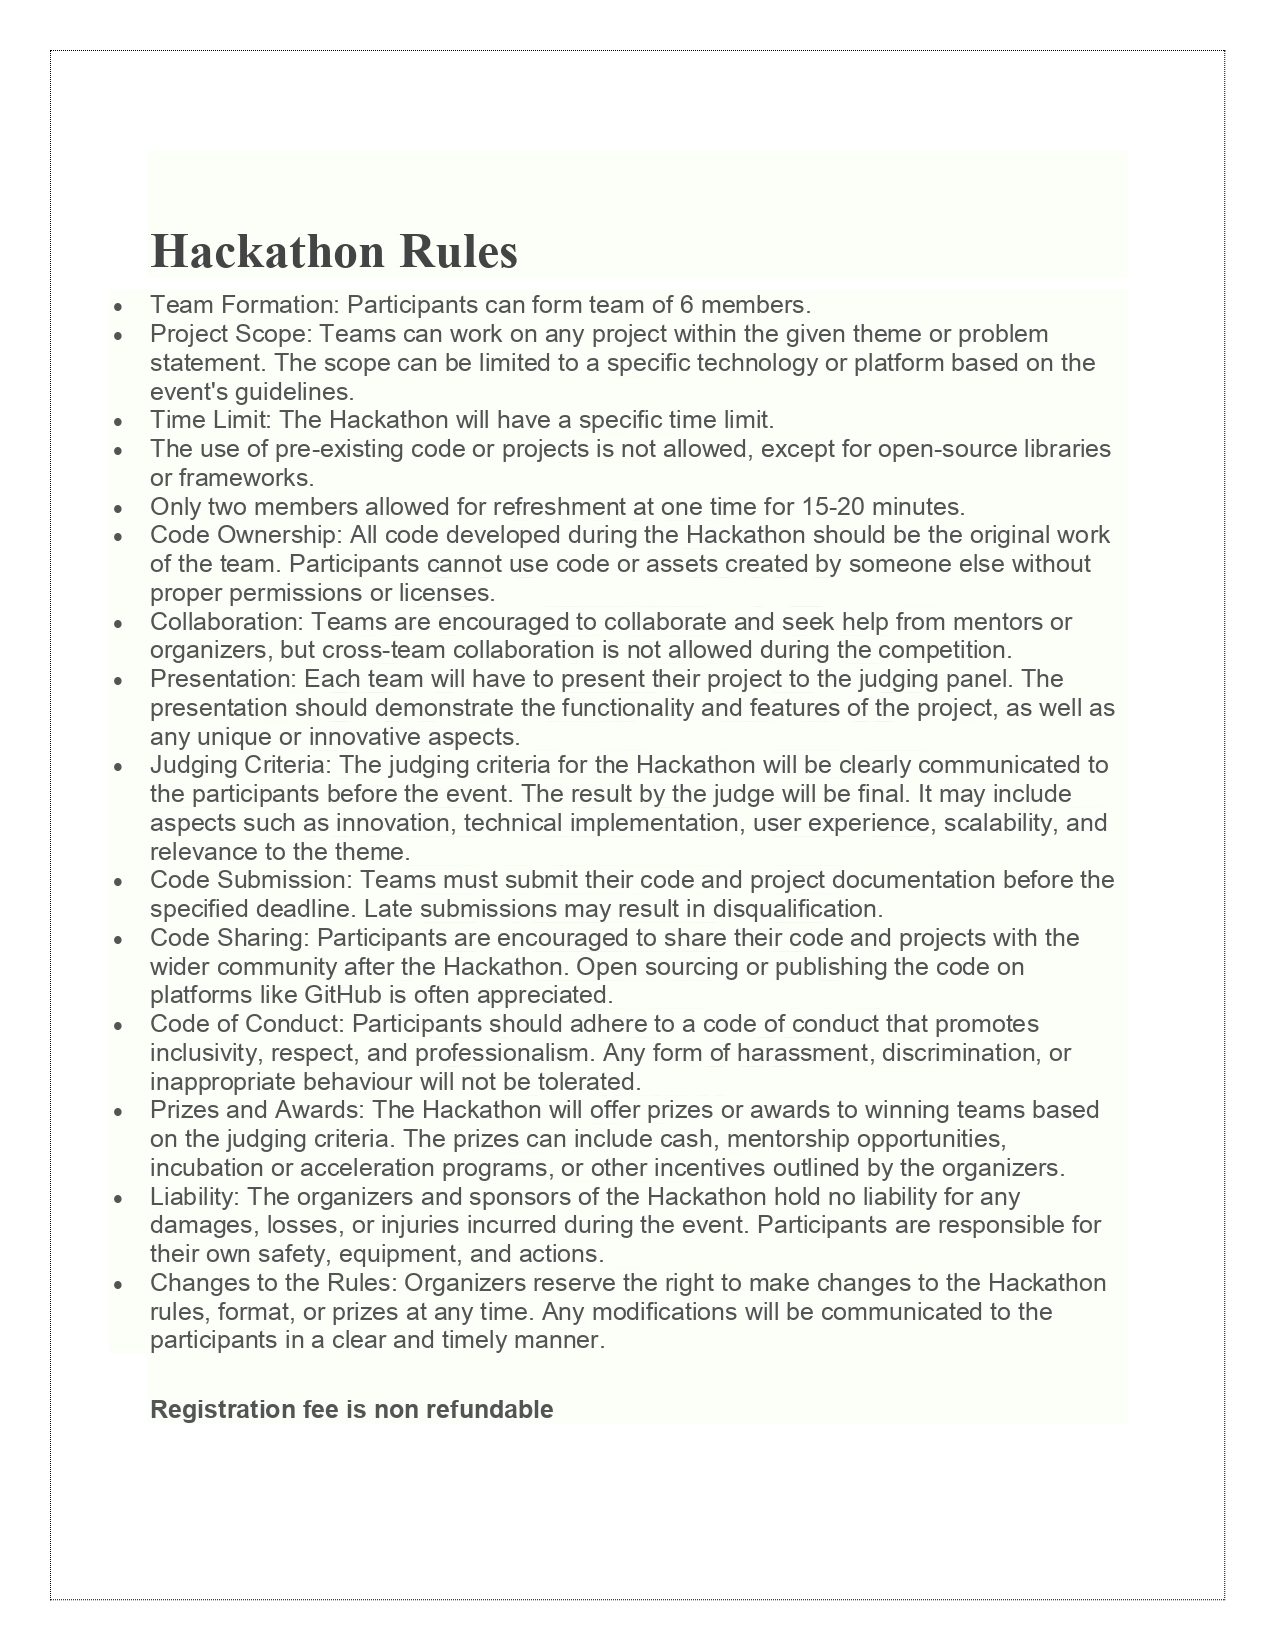 Hackathon Rules
• Team Formation: Participants can form team of 6 members.
• Project Scope: Teams can work on any project within the given theme or problem
statement. The scope can be limited to a specific technology or platform based on the
event's guidelines.
• Time Limit: The Hackathon will have a specific time limit.
• The use of pre-existing code or projects is not allowed, except for open-source libraries
or frameworks.
• Only two members allowed for refreshment at one time for 15-20 minutes.
• Code Ownership: All code developed during the Hackathon should be the original work
of the team. Participants cannot use code or assets created by someone else without
proper permissions or licenses.
• Collaboration: Teams are encouraged to collaborate and seek help from mentors or
organizers, but cross-team collaboration is not allowed during the competition.
• Presentation: Each team will have to present their project to the judging panel. The
presentation should demonstrate the functionality and features of the project, as well as
any unique or innovative aspects.
• Judging Criteria: The judging criteria for the Hackathon will be clearly communicated to
the participants before the event. The result by the judge will be final. It may include
aspects such as innovation, technical implementation, user experience, scalability, and
relevance to the theme.
• Code Submission: Teams must submit their code and project documentation before the
specified deadline. Late submissions may result in disqualification.
• Code Sharing: Participants are encouraged to share their code and projects with the
wider community after the Hackathon. Open sourcing or publishing the code on
platforms like GitHub is often appreciated.
• Code of Conduct: Participants should adhere to a code of conduct that promotes
inclusivity, respect, and professionalism. Any form of harassment, discrimination, or
inappropriate behaviour will not be tolerated.
• Prizes and Awards: The Hackathon will offer prizes or awards to winning teams based
on the judging criteria. The prizes can include cash, mentorship opportunities,
incubation or acceleration programs, or other incentives outlined by the organizers.
• Liability: The organizers and sponsors of the Hackathon hold no liability for any
damages, losses, or injuries incurred during the event. Participants are responsible for
their own safety, equipment, and actions.
• Changes to the Rules: Organizers reserve the right to make changes to the Hackathon
rules, format, or prizes at any time. Any modifications will be communicated to the
participants in a clear and timely manner.
Registration fee is non refundable